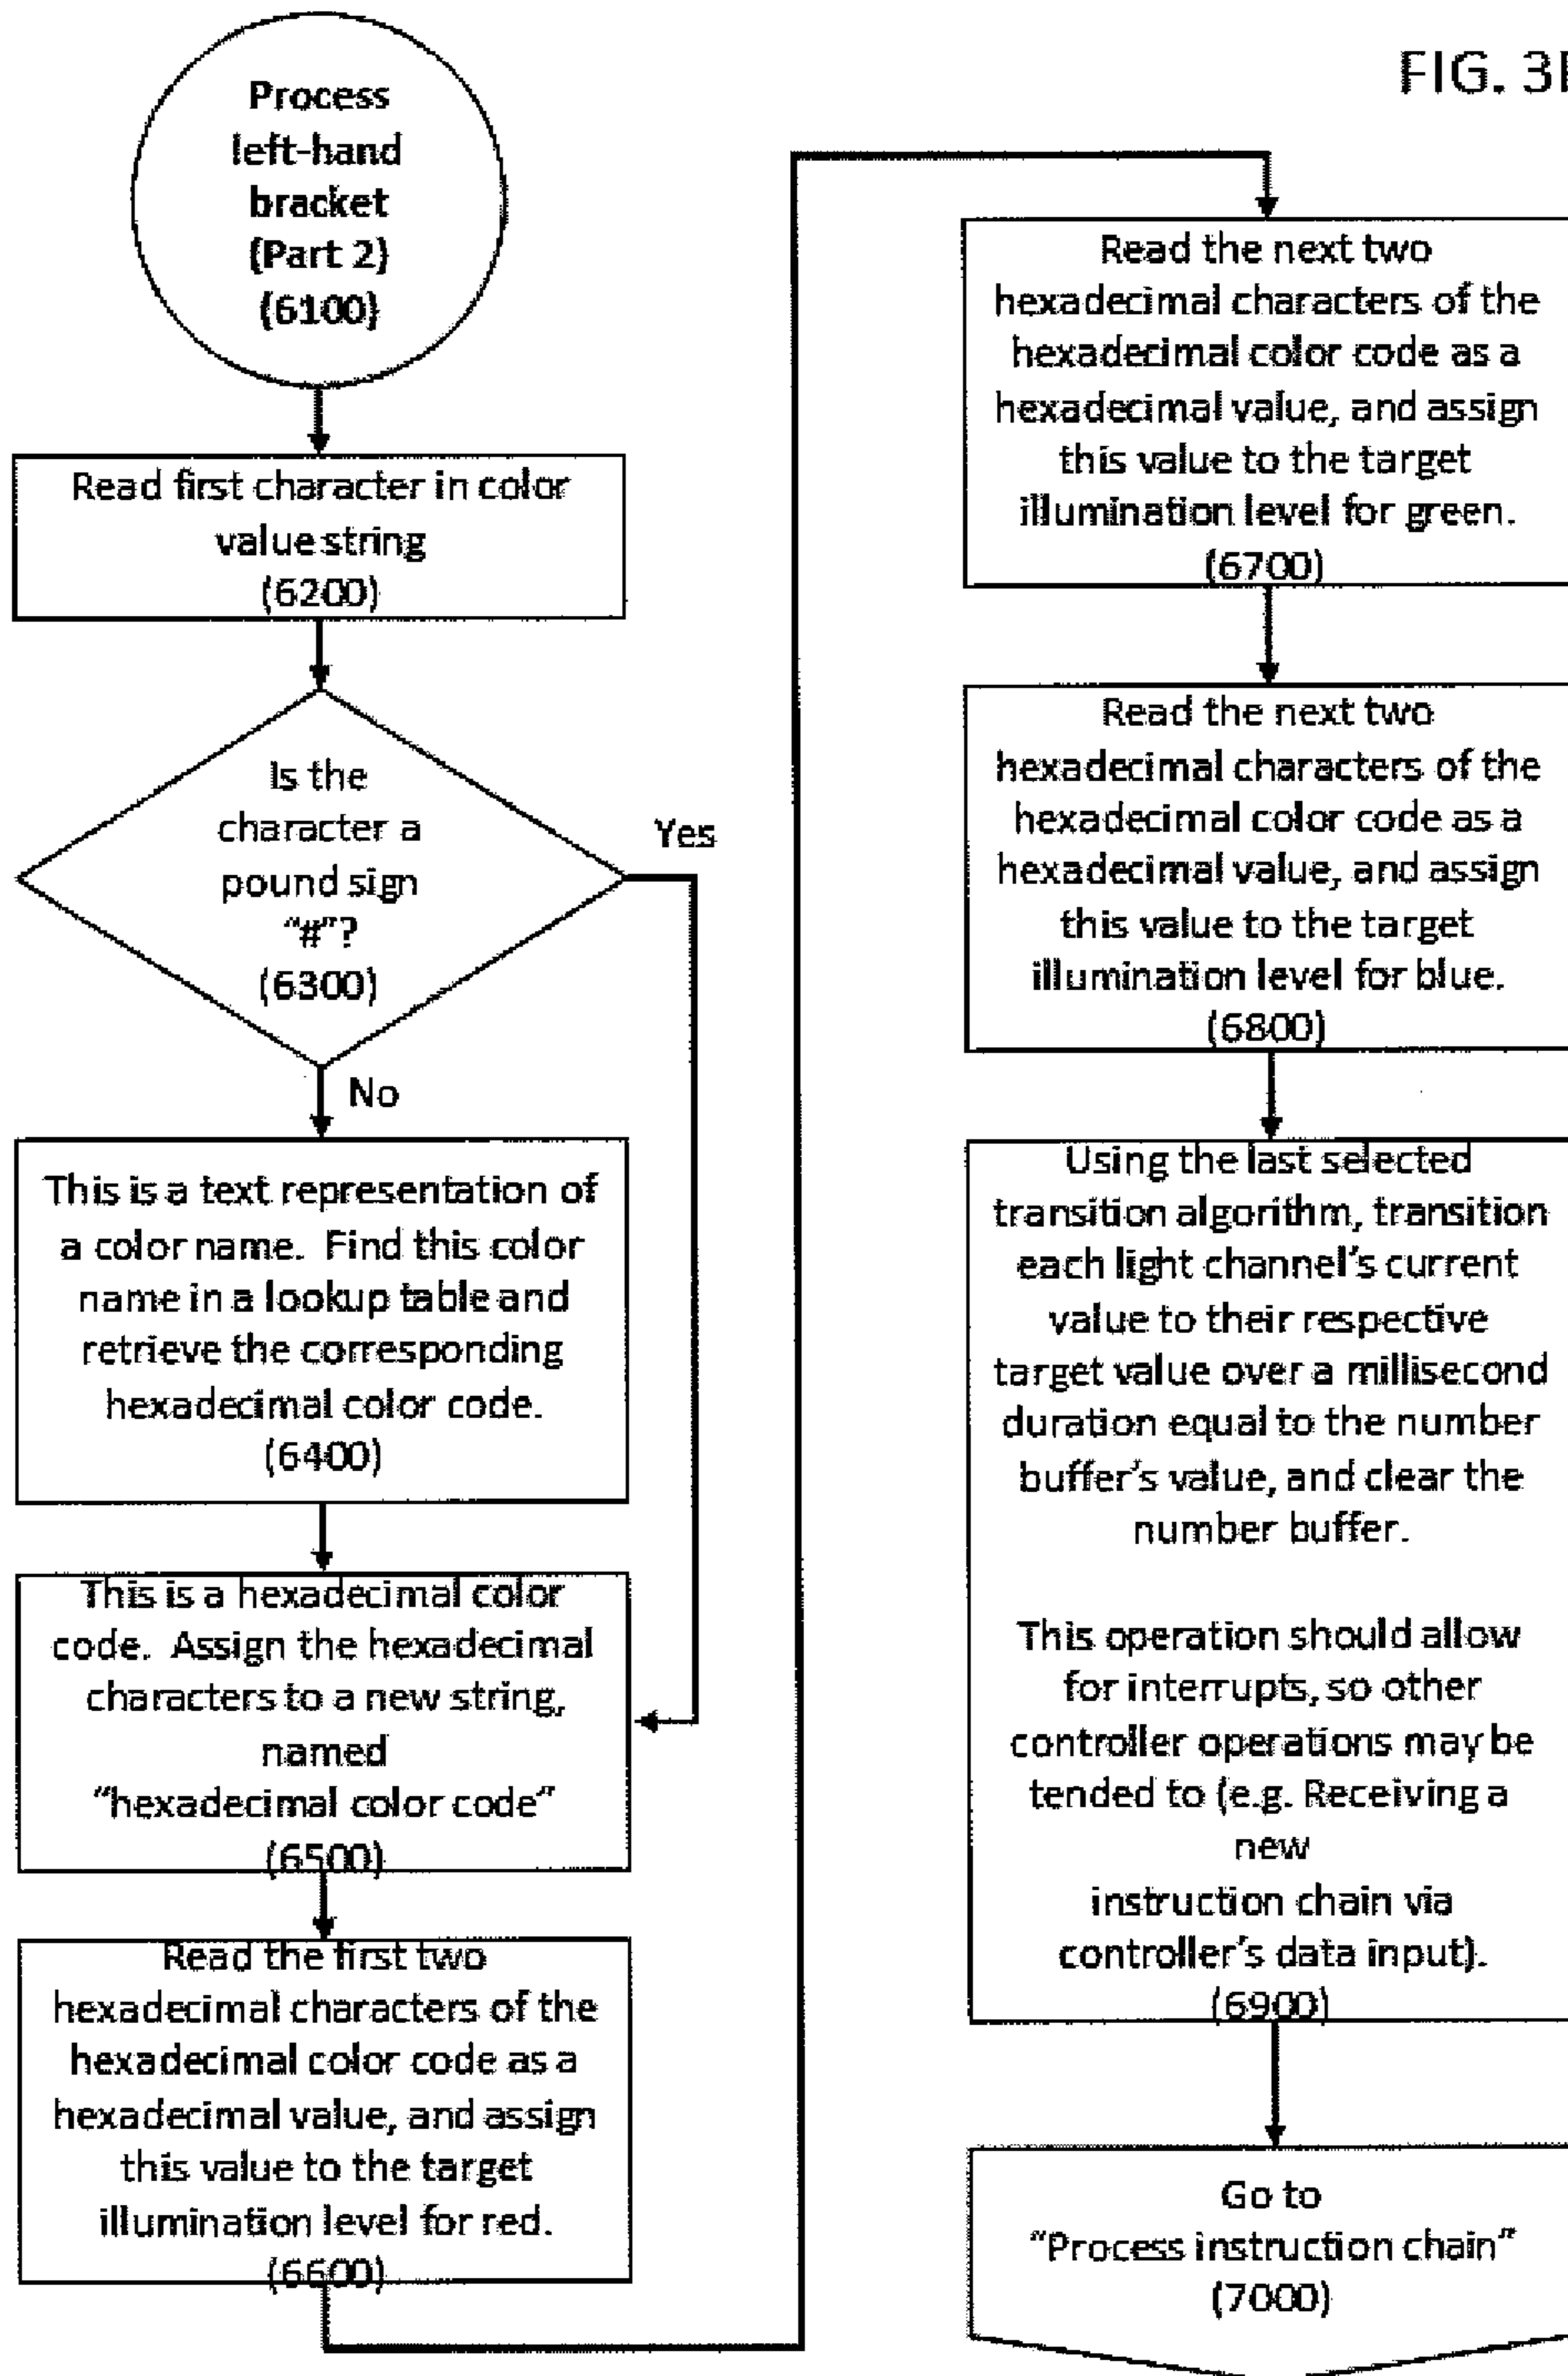 FIG. 3
Process
left-hand
bracket
(Part 2)
(6100)
Read first character in color
value string
(6200)
Is the
character a
pound sign
“#”?
(6300)
Yes
No
This is a text representation of
a color name. Find this color
name in a lookup table and
retrieve the corresponding
hexadecimal color code.
(6400)
This is a hexadecimal color
code. Assign the hexadecimal
characters to a new string,
named
“hexadecimal color code”
(6500)
Read the first two
hexadecimal characters of the
hexadecimal color code as a
hexadecimal value, and assign
this value to the target
illumination level for red.
(6600)
Read the next two
hexadecimal characters of the
hexadecimal color code as a
hexadecimal value, and assign
this value to the target
illumination level for green.
(6700)
Read the next two
hexadecimal characters of the
hexadecimal color code as a
hexadecimal value, and assign
this value to the target
illumination level for blue.
(6800)
Using the last selected
transition algorithm, transition
each light channel’s current
value to their respective
target value over a millisecond
duration equal to the number
buffer’s value, and clear the
number buffer.
This operation should allow
for interrupts, so other
controller operations may be
tended to (e.g. Receiving a
new
instruction chain via
controller’s data input).
(6900)
Go to
“Process instruction chain”
(7000)